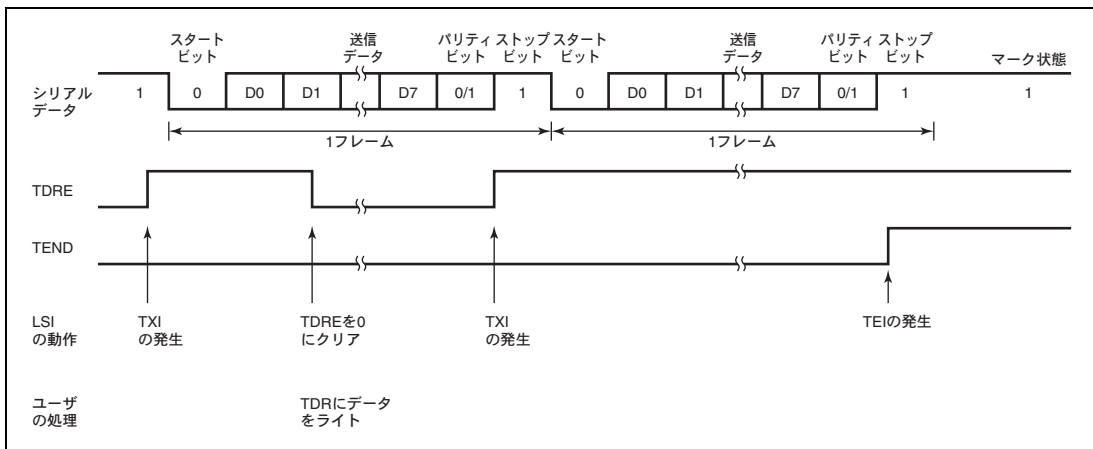 スタート
ビット
送信
データ
パリティ
ビット
ストップ
ビット
スタート
ビット
送信
データ
パリティ
ビット
ストップ
ビット
マーク状態
シリアル
データ
1 0 D0 D1 D7 0/1 1 0 D0 D1 D7 0/1 1 1
1フレーム 1フレーム
TDRE
TEND
LSI
の動作
TXI
の発生
TDREを0
にクリア
TXI
の発生
TEIの発生
ユーザ
の処理
TDRにデータ
をライト